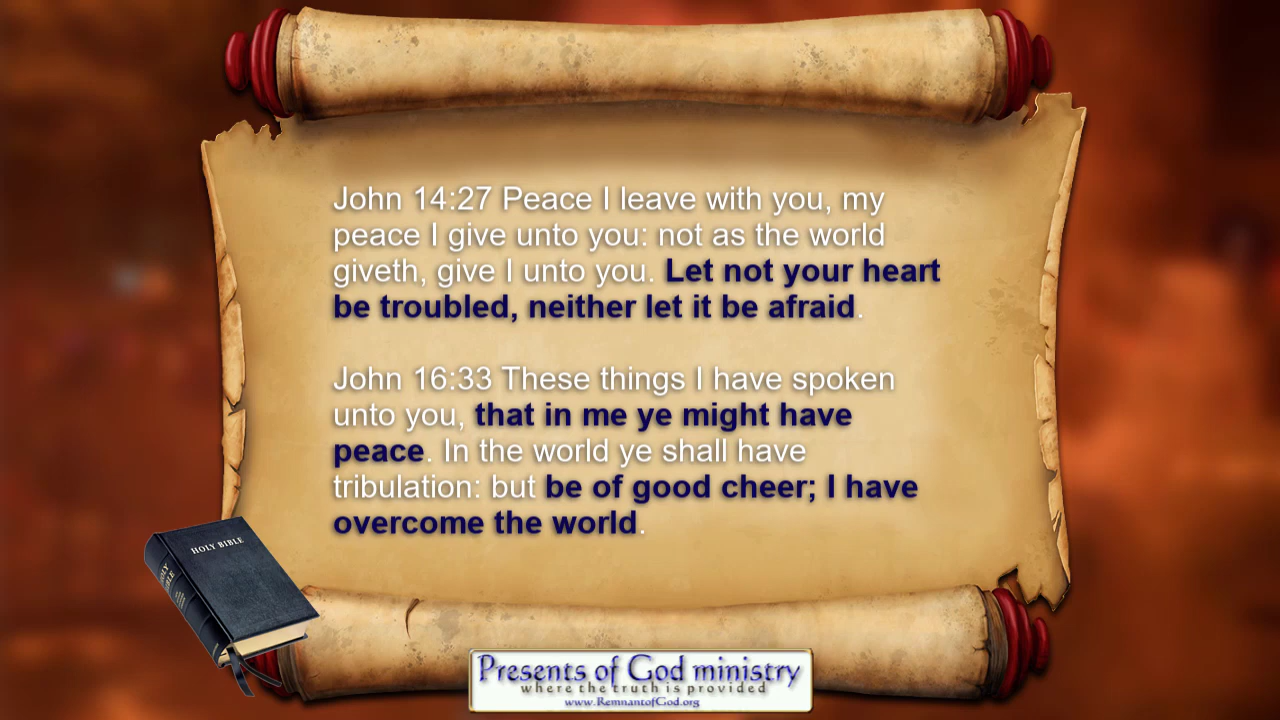 John 14:27 Peace I leave with you, my
peace I give unto you: not as the world
giveth, give I unto you. Let not your heart
be troubled, neither let it be afraid.
John 16:33 These things I have spoken
unto you, that in me ye might have
peace. In the world ye shall have
tribulation: but be of good cheer; I have
overcome the world.
HOLY BIBLE
HOLY
BIBLE
Presents of God ministry
where the truth is provided
www.RemnantofGod.org